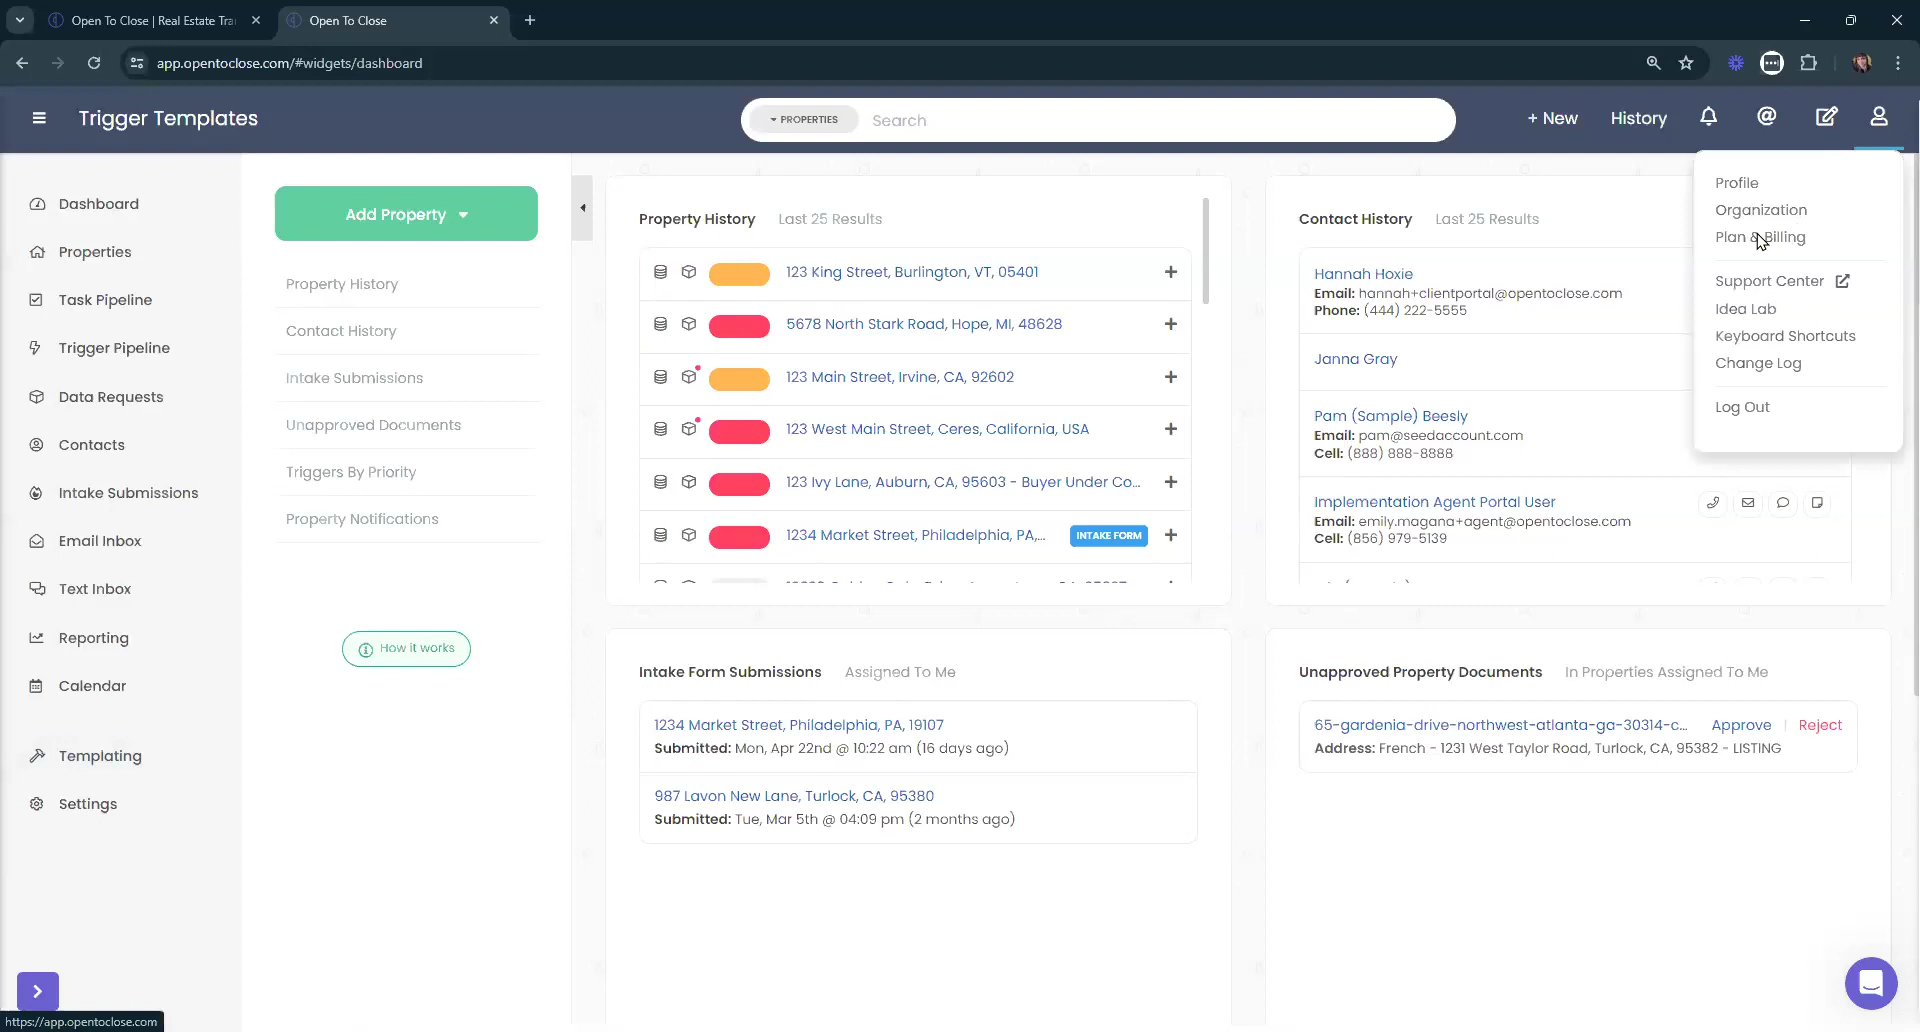 Open To Close | Real Estate Tra
Open To Close
app.opentoclose.com/#widgets/dashboard
Trigger Templates
PROPERTIES
Search
+ New
History
Profile
Organization
Plan & Billing
Support Center
Idea Lab
Keyboard Shortcuts
Change Log
Log Out
Dashboard
Properties
Task Pipeline
Trigger Pipeline
Data Requests
Contacts
Intake Submissions
Email Inbox
Text Inbox
Reporting
Calendar
Templating
Settings
Add Property
Property History
Contact History
Intake Submissions
Unapproved Documents
Triggers By Priority
Property Notifications
How it works
Property History Last 25 Results
123 King Street, Burlington, VT, 05401
5678 North Stark Road, Hope, MI, 48628
123 Main Street, Irvine, CA, 92602
123 West Main Street, Ceres, California, USA
123 Ivy Lane, Auburn, CA, 95603 - Buyer Under Co...
1234 Market Street, Philadelphia, PA,... INTAKE FORM
Contact History Last 25 Results
Hannah Hoxie
Email: hannah+clientportal@opentoclose.com
Phone: (444) 222-5555
Janna Gray
Pam (Sample) Beesly
Email: pam@seedaccount.com
Cell: (888) 888-8888
Implementation Agent Portal User
Email: emily.magana+agent@opentoclose.com
Cell: (856) 979-5139
Intake Form Submissions Assigned To Me
1234 Market Street, Philadelphia, PA, 19107
Submitted: Mon, Apr 22nd @ 10:22 am (16 days ago)
987 Lavon New Lane, Turlock, CA, 95380
Submitted: Tue, Mar 5th @ 04:09 pm (2 months ago)
Unapproved Property Documents In Properties Assigned To Me
65-gardenia-drive-northwest-atlanta-ga-30314-c... Approve | Reject
Address: French - 1231 West Taylor Road, Turlock, CA, 95382 - LISTING
https://app.opentoclose.com